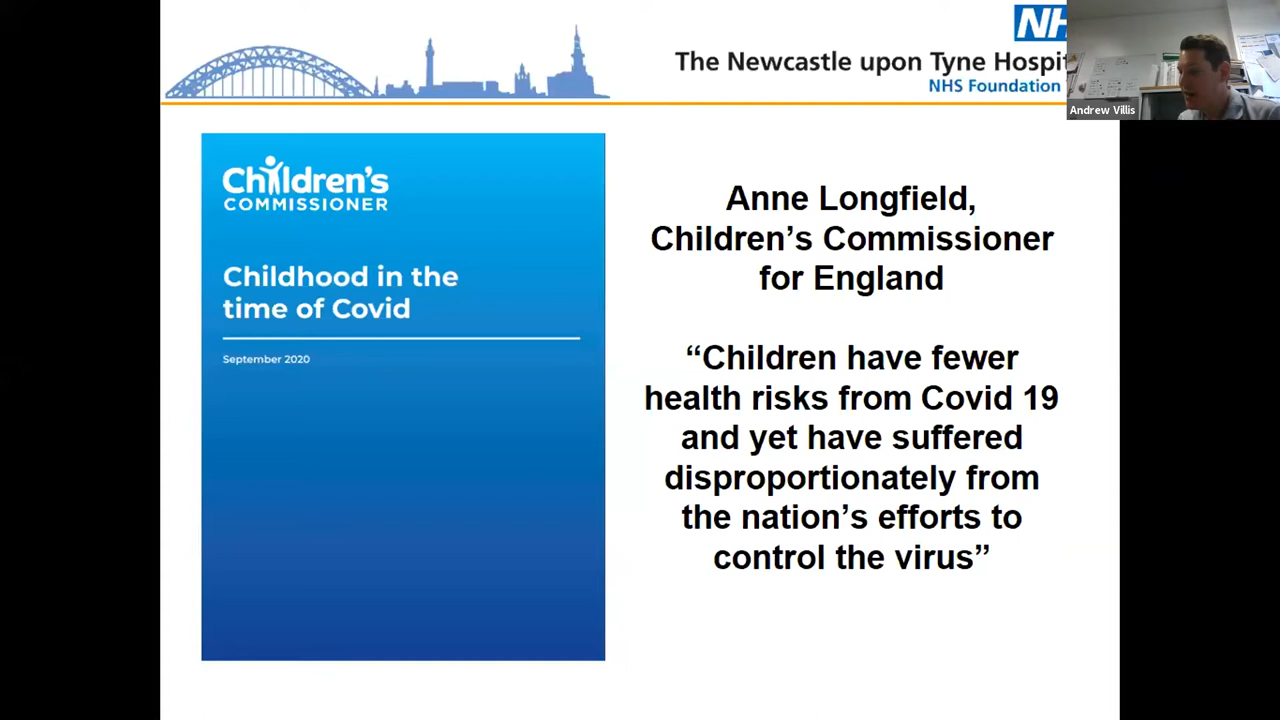 NH
The Newcastle upon Tyne Hospit
NHS Foundation
Andrew Villis
Children's
COMMISSIONER
Childhood in the
time of Covid
September 2020
Anne Longfield,
Children’s Commissioner
for England
“Children have fewer
health risks from Covid 19
and yet have suffered
disproportionately from
the nation’s efforts to
control the virus”